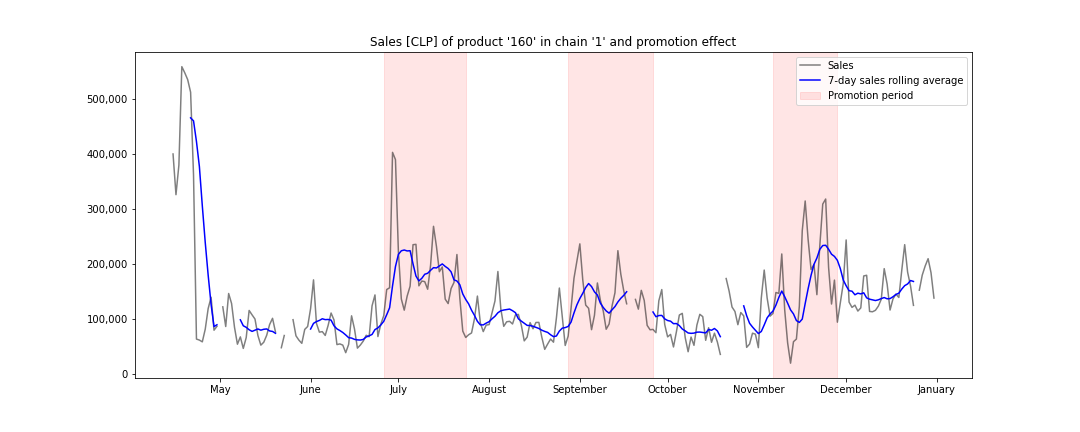 Sales [CLP] of product '160' in chain '1' and promotion effect
Sales
7-day sales rolling average
Promotion period
500,000
400,000
300,000
200,000
100,000
0
May June July August September October November December January